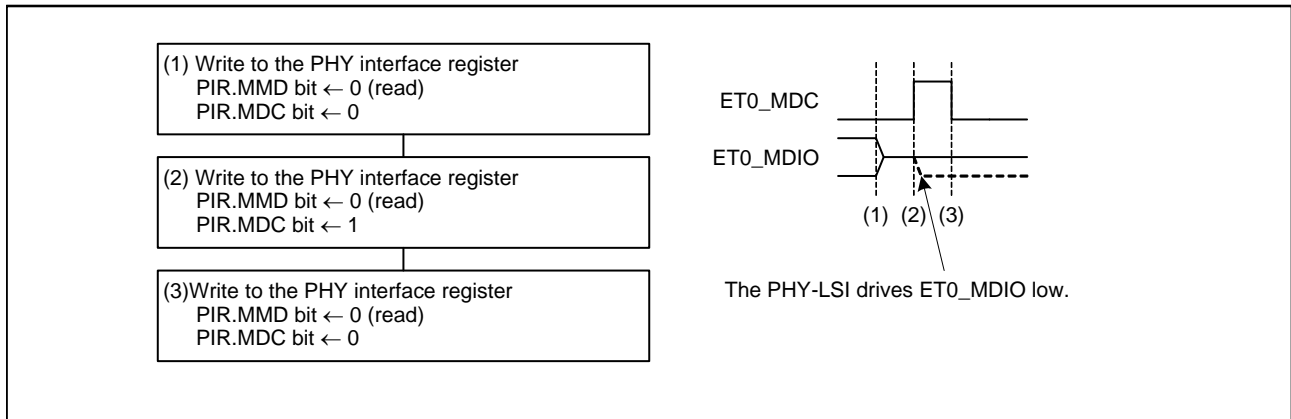 (1) Write to the PHY interface register
PIR.MMD bit ← 0 (read)
PIR.MDC bit ← 0
(2) Write to the PHY interface register
PIR.MMD bit ← 0 (read)
PIR.MDC bit ← 1
(3)Write to the PHY interface register
PIR.MMD bit ← 0 (read)
PIR.MDC bit ← 0
ET0_MDC
ET0_MDIO
(1) (2) (3)
The PHY-LSI drives ET0_MDIO low.